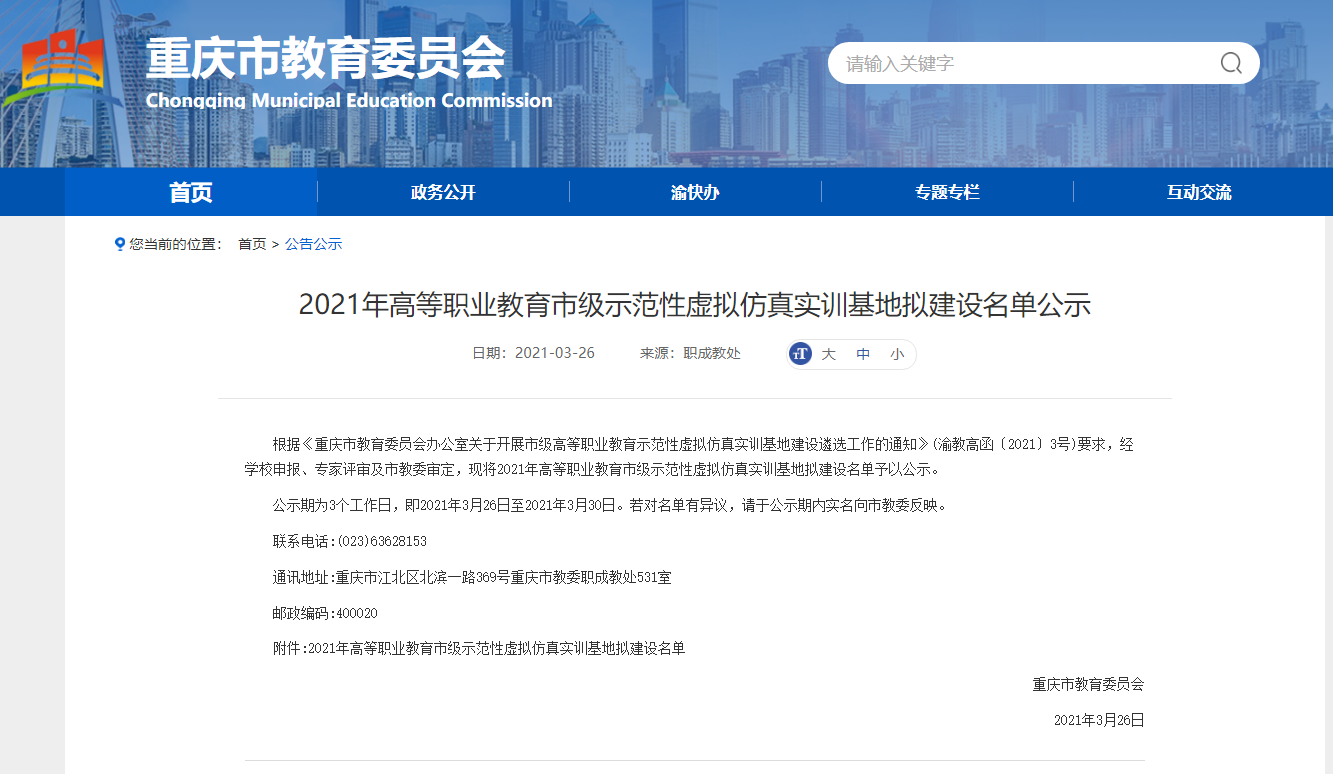 重庆市教育委员会
Chongqing Municipal Education Commission
请输入关键字
首页 政务公开 渝快办 专题专栏 互动交流
您当前的位置： 首页 > 公告公示
2021年高等职业教育市级示范性虚拟仿真实训基地拟建设名单公示
日期：2021-03-26 来源：职成教处 TT 大 中 小
根据《重庆市教育委员会办公室关于开展市级高等职业教育示范性虚拟仿真实训基地建设遴选工作的通知》(渝教高函〔2021〕3号)要求，经
学校申报、专家评审及市教委审定，现将2021年高等职业教育市级示范性虚拟仿真实训基地拟建设名单予以公示。
公示期为3个工作日，即2021年3月26日至2021年3月30日。若对名单有异议，请于公示期内实名向市教委反映。
联系电话:(023)63628153
通讯地址:重庆市江北区北滨一路369号重庆市教委职成教处531室
邮政编码:400020
附件:2021年高等职业教育市级示范性虚拟仿真实训基地拟建设名单
重庆市教育委员会
2021年3月26日